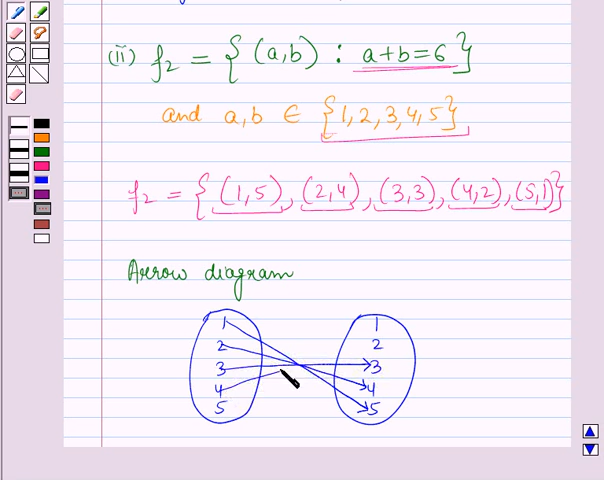 (ii) f₂ = { (a,b) : a+b=6 }
and a,b ∈ {1,2,3,4,5}
f₂ = { (1,5), (2,4), (3,3), (4,2), (5,1)}
Arrow diagram
1 1
2 2
3 3
4 4
5 5